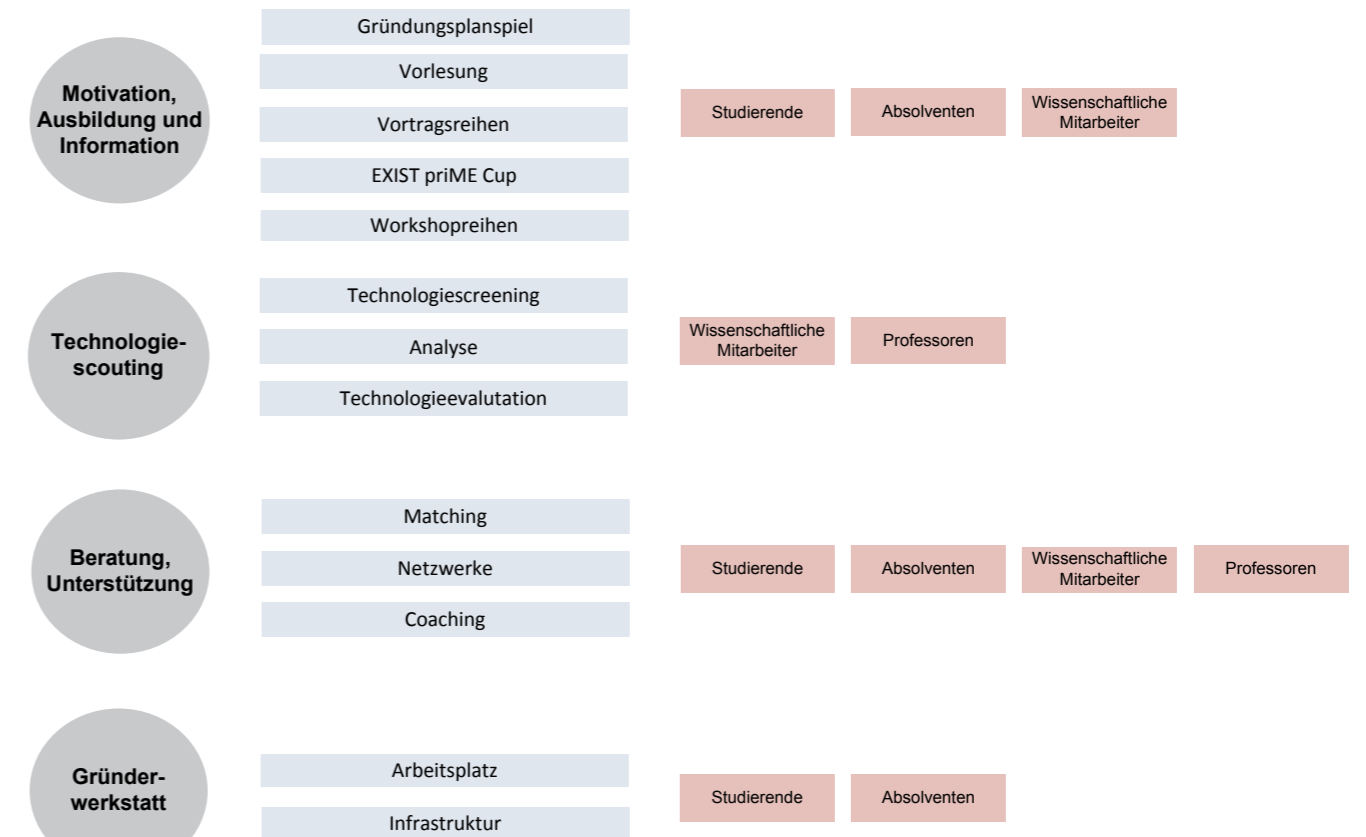 Motivation,
Ausbildung und
Information
Gründungsplanspiel
Vorlesung
Vortragsreihen
EXIST priME Cup
Workshopreihen
Studierende
Absolventen
Wissenschaftliche
Mitarbeiter
Technologie-
scouting
Technologiescreening
Analyse
Technologieevalutation
Wissenschaftliche
Mitarbeiter
Professoren
Beratung,
Unterstützung
Matching
Netzwerke
Coaching
Studierende
Absolventen
Wissenschaftliche
Mitarbeiter
Professoren
Gründer-
werkstatt
Arbeitsplatz
Infrastruktur
Studierende
Absolventen